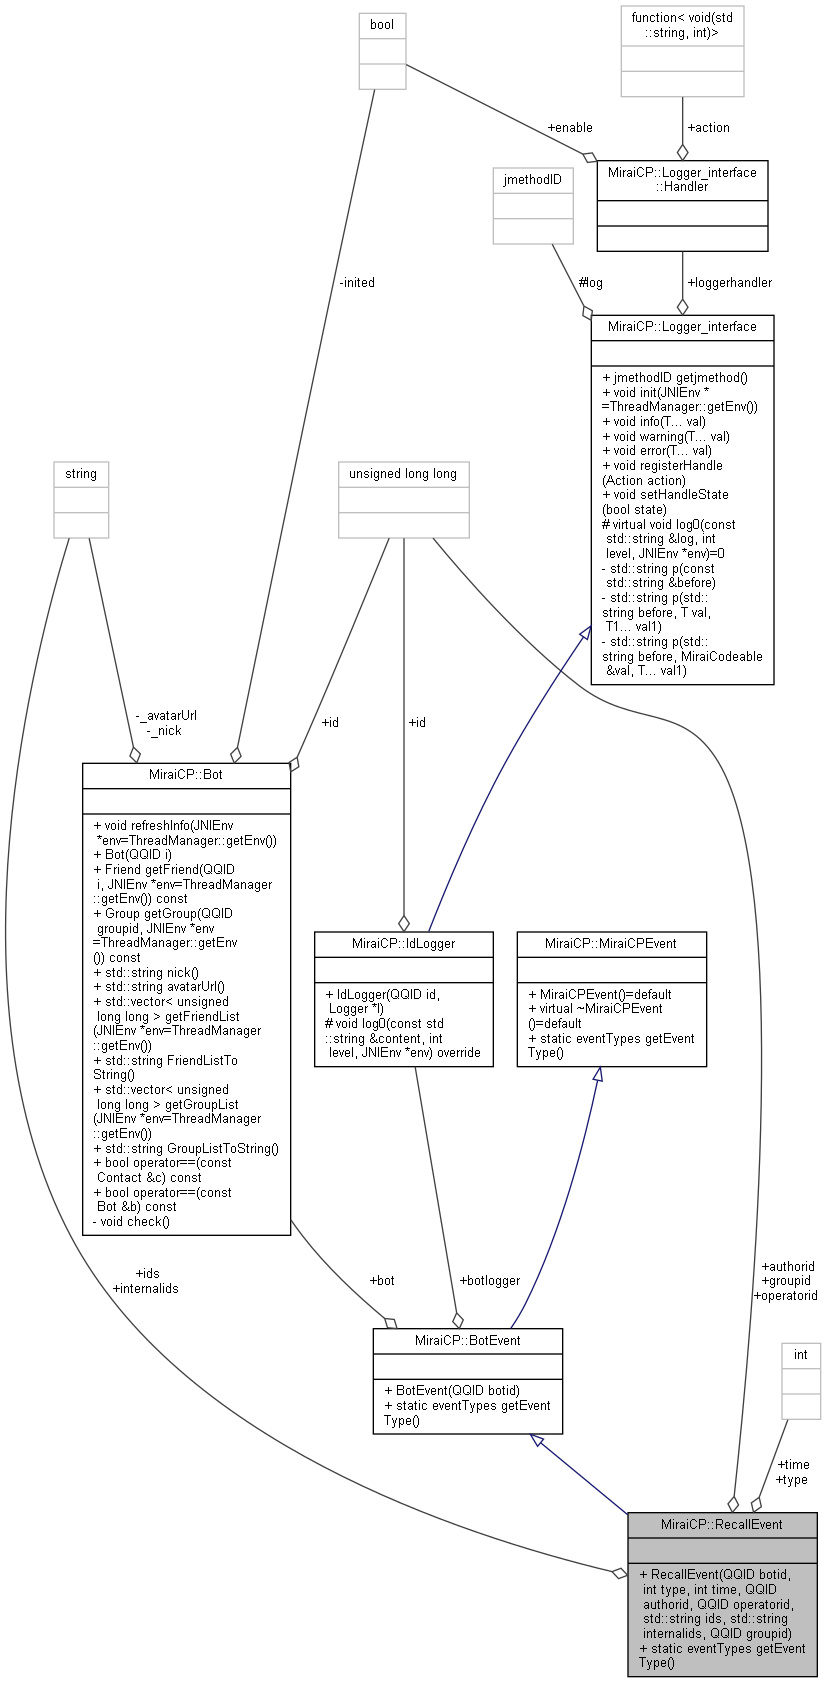 function< void(std
::string, int)>
bool
+enable
+action
MiraiCP::Logger_interface
::Handler
jmethodID
-inited
#log
+loggerhandler
MiraiCP::Logger_interface
+ jmethodID getjmethod()
+ void init(JNIEnv *
=ThreadManager::getEnv())
+ void info(T... val)
+ void warning(T... val)
+ void error(T... val)
+ void registerHandle
(Action action)
+ void setHandleState
(bool state)
# virtual void log0(const
std::string &log, int
level, JNIEnv *env)=0
- std::string p(const
std::string &before)
- std::string p(std::
string before, T val,
T1... val1)
- std::string p(std::
string before, MiraiCodeable
&val, T... val1)
string
unsigned long long
-_avatarUrl
-_nick
+id
+id
MiraiCP::Bot
+ void refreshInfo(JNIEnv
*env=ThreadManager::getEnv())
+ Bot(QQID i)
+ Friend getFriend(QQID
i, JNIEnv *env=ThreadManager
::getEnv()) const
+ Group getGroup(QQID
groupid, JNIEnv *env
=ThreadManager::getEnv
()) const
+ std::string nick()
+ std::string avatarUrl()
+ std::vector< unsigned
long long > getFriendList
(JNIEnv *env=ThreadManager
::getEnv())
+ std::string FriendListTo
String()
+ std::vector< unsigned
long long > getGroupList
(JNIEnv *env=ThreadManager
::getEnv())
+ std::string GroupListToString()
+ bool operator==(const
Contact &c) const
+ bool operator==(const
Bot &b) const
- void check()
MiraiCP::IdLogger
+ IdLogger(QQID id,
Logger *l)
# void log0(const std
::string &content, int
level, JNIEnv *env) override
MiraiCP::MiraiCPEvent
+ MiraiCPEvent()=default
+ virtual ~MiraiCPEvent
()=default
+ static eventTypes getEvent
Type()
+ids
+internalids
+bot
+botlogger
+authorid
+groupid
+operatorid
MiraiCP::BotEvent
+ BotEvent(QQID botid)
+ static eventTypes getEvent
Type()
int
+time
+type
MiraiCP::RecallEvent
+ RecallEvent(QQID botid,
int type, int time, QQID
authorid, QQID operatorid,
std::string ids, std::string
internalids, QQID groupid)
+ static eventTypes getEvent
Type()